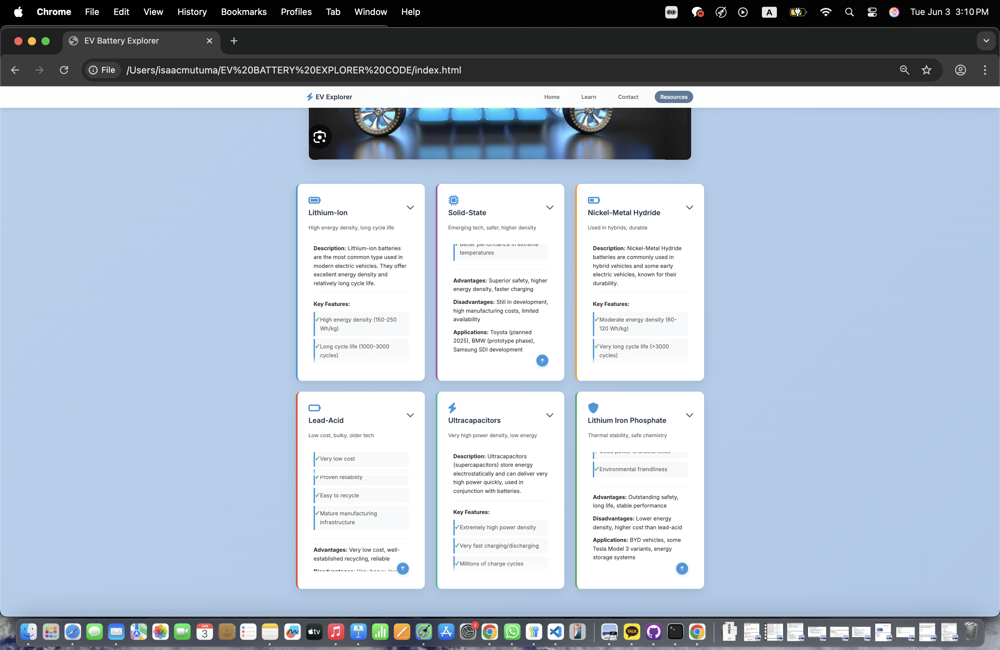 Chrome File Edit View History Bookmarks Profiles Tab Window Help
A
Tue Jun 3 3:10 PM
EV Battery Explorer
File /Users/isaacmutuma/EV%20BATTERY%20EXPLORER%20CODE/index.html
EV Explorer
Home Learn Contact Resources
Lithium-Ion
High energy density, long cycle life
Description: Lithium-ion batteries
are the most common type used in
modern electric vehicles. They offer
excellent energy density and
relatively long cycle life.
Key Features:
✓High energy density (150-250
Wh/kg)
✓Long cycle life (1000-3000
cycles)
Solid-State
Emerging tech, safer, higher density
Better performance in extreme
temperatures
Advantages: Superior safety, higher
energy density, faster charging
Disadvantages: Still in development,
high manufacturing costs, limited
availability
Applications: Toyota (planned
2025), BMW (prototype phase),
Samsung SDI development
Nickel-Metal Hydride
Used in hybrids, durable
Description: Nickel-Metal Hydride
batteries are commonly used in
hybrid vehicles and some early
electric vehicles, known for their
durability.
Key Features:
✓Moderate energy density (60-
120 Wh/kg)
✓Very long cycle life (>3000
cycles)
Lead-Acid
Low cost, bulky, older tech
✓Very low cost
✓Proven reliability
✓Easy to recycle
✓Mature manufacturing
infrastructure
Advantages: Very low cost, well-
established recycling, reliable
Disadvantages: Very heavy, low
Ultracapacitors
Very high power density, low energy
Description: Ultracapacitors
(supercapacitors) store energy
electrostatically and can deliver very
high power quickly, used in
conjunction with batteries.
Key Features:
✓Extremely high power density
✓Very fast charging/discharging
✓Millions of charge cycles
Lithium Iron Phosphate
Thermal stability, safe chemistry
Good power characteristics
✓Environmental friendliness
Advantages: Outstanding safety,
long life, stable performance
Disadvantages: Lower energy
density, higher cost than lead-acid
Applications: BYD vehicles, some
Tesla Model 3 variants, energy
storage systems
JUN
3
tv
2
TALK
ZIP